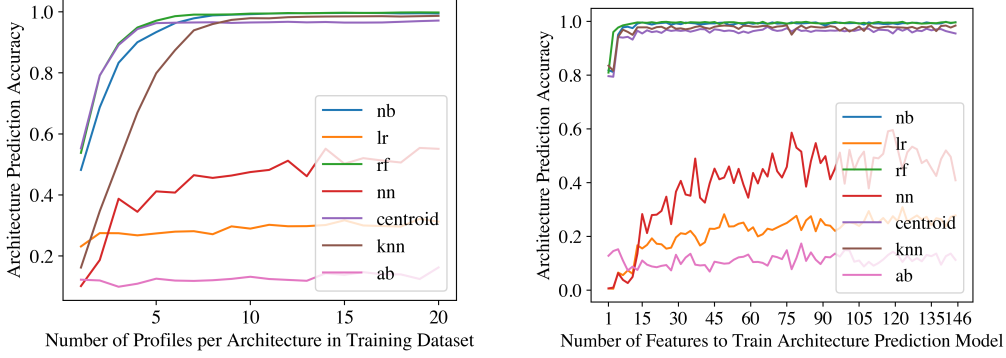 Architecture Prediction Accuracy
1.0
0.8
0.6
0.4
0.2
nb
lr
rf
nn
centroid
knn
ab
5
10
15
20
Number of Profiles per Architecture in Training Dataset
Architecture Prediction Accuracy
1.0
0.8
0.6
0.4
0.2
0.0
nb
lr
rf
nn
centroid
knn
ab
1
15
30
45
60
75
90
105
120
135
146
Number of Features to Train Architecture Prediction Model